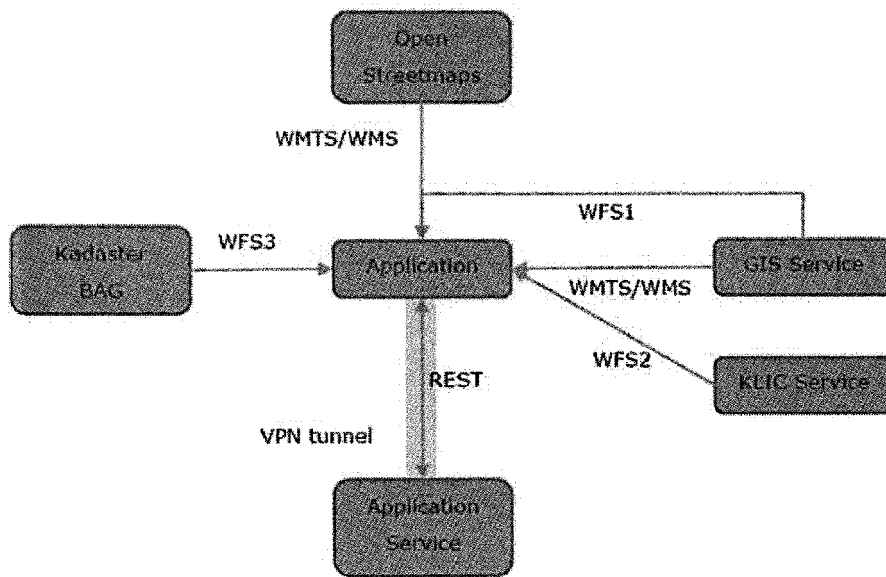 Open
Streetmaps
WMTS/WMS
WFS1
Kadaster
BAG
WFS3
Application
GIS Service
WMTS/WMS
WFS2
KLIC Service
REST
VPN tunnel
Application
Service